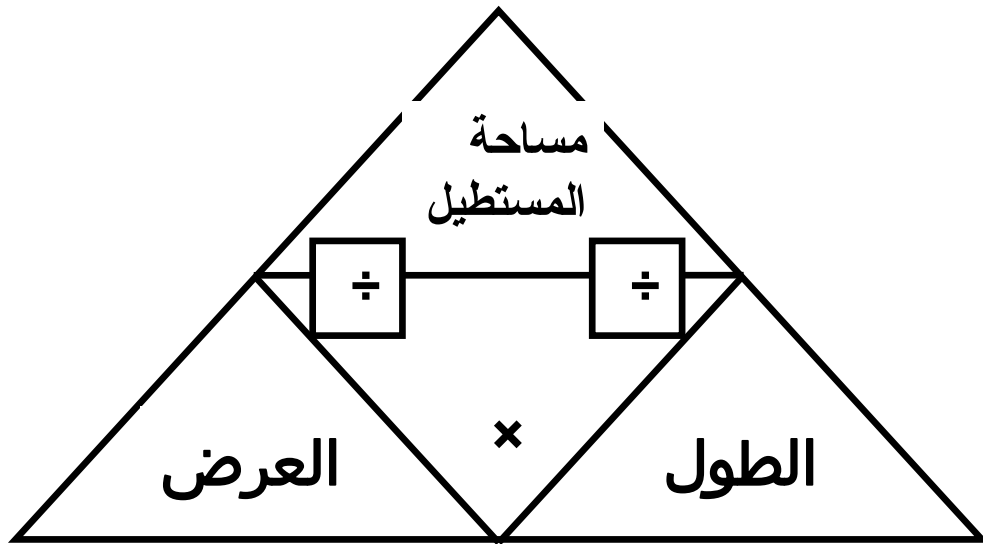 مساحة
المستطيل
÷ ÷
×
الطول
العرض